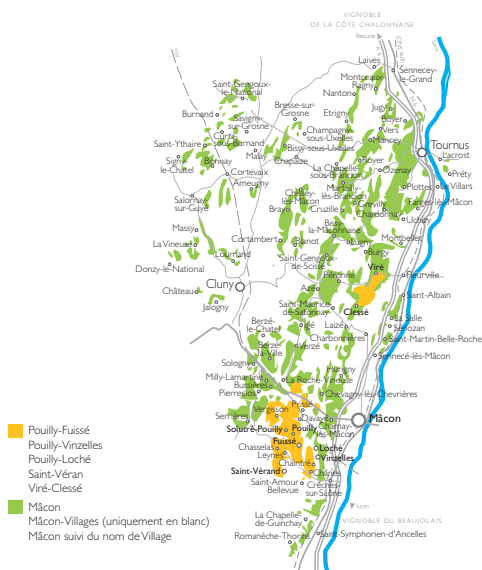 VIGNOBLE
DE LA CÔTE CHALONNAISE
Beaune
Laives
Sennecey-
le-Grand
Montceaux-
Ragny
Saint-Gengoux-
le-National
Nanton
Bresse-sur-
Grosne
Etrigny
Jugy
Burnand
Savigny-
sur-Grosne
Boyer
Champagny-
sous-Uxelles
Vers
Curtil-
sous-Burnand
Mancey
Tournus
Saint-Ythaire
Bissy-sous-Uxelles
Lacrost
Malay
Chapaize
Royer
Signy-
le-Chatel
Bonnay
La Chapelle-
sous-Brancion
Ozenay
Préty
Cortevaix
Ameugny
Martailly-
lès-Brancion
Plottes
Le Villars
Chissey-
lès-Mâcon
Salornay-
sur-Guye
Grevilly
Farges-lès-Mâcon
Bray
Cruzille
Chardonnay
Uchizy
Bissy-
la-Mâconnaise
Massy
Cortambert
Montbellet
La Vineuse
Blanot
Lugny
Lournand
Burgy
Saint-Gengoux-
de-Scissé
Donzy-le-National
Viré
Péronne
Fleurville
Cluny
Château
Azé
Saint-Albain
Jalogny
Saint-Maurice-
de-Satonnay
Clessé
La Salle
Berzé-
le-Chatel
Igé
Laizé
Senozan
Charbonnières
Saint-Martin-Belle-Roche
Berzé-
la-Ville
Verzé
Sennecé-lès-Mâcon
Sologny
Hurigny
Milly-Lamartine
La Roche-Vineuse
Bussières
Pierreclos
Chevagny-lès-Chevrières
Prissé
Vergisson
Serrières
Davayé
Mâcon
Charnay-
lès-Mâcon
Solutré-Pouilly
Pouilly
Fuissé
Chasselas
Loché
Leynes
Vinzelles
Chaintré
Saint-Vérand
Chânes
Saint-Amour-
Bellevue
Crêches-
sur-Saône
Lyon
La Chapelle-
de-Guinchay
VIGNOBLE DU BEAUJOLAIS
Romanèche-Thorins
Saint-Symphorien-d'Ancelles
Pouilly-Fuissé
Pouilly-Vinzelles
Pouilly-Loché
Saint-Véran
Viré-Clessé
Mâcon
Mâcon-Villages (uniquement en blanc)
Mâcon suivi du nom de Village